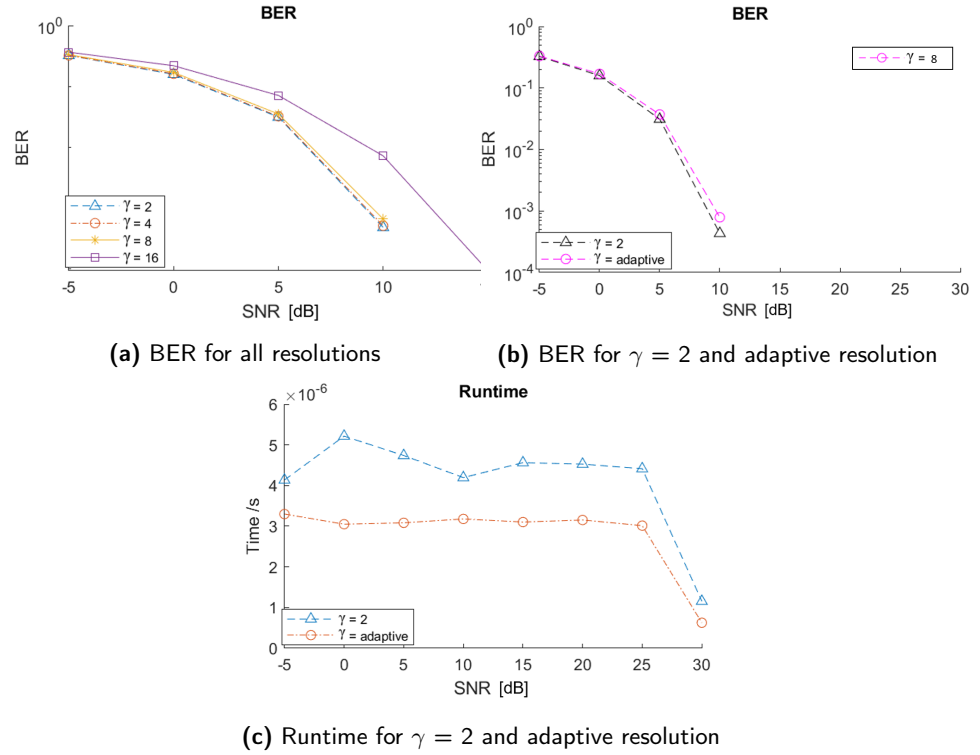 BER
10^0
BER
γ = 2
γ = 4
γ = 8
γ = 16
-5 0 5 10
SNR [dB]
(a) BER for all resolutions
BER
10^0
10^-1
10^-2
10^-3
10^-4
BER
γ = 8
γ = 2
γ = adaptive
-5 0 5 10 15 20 25 30
SNR [dB]
(b) BER for γ = 2 and adaptive resolution
Runtime
×10^-6
6
5
4
3
2
1
0
Time /s
γ = 2
γ = adaptive
-5 0 5 10 15 20 25 30
SNR [dB]
(c) Runtime for γ = 2 and adaptive resolution